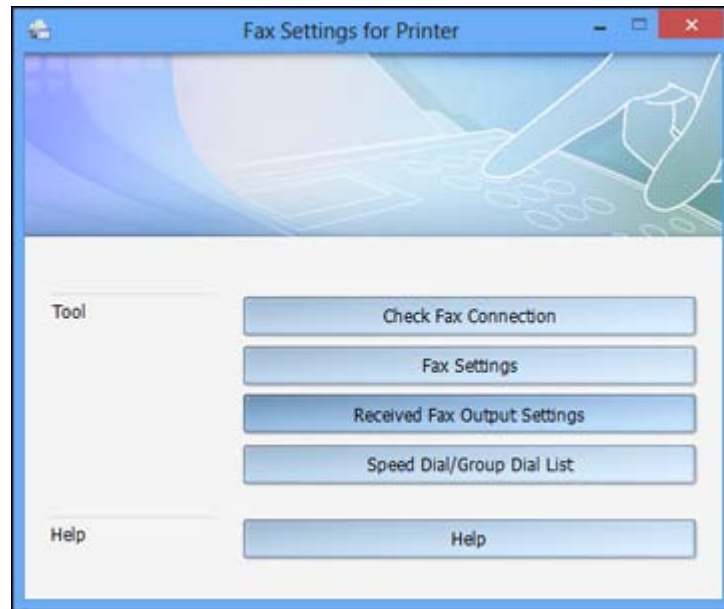 Fax Settings for Printer
Tool
Check Fax Connection
Fax Settings
Received Fax Output Settings
Speed Dial/Group Dial List
Help
Help